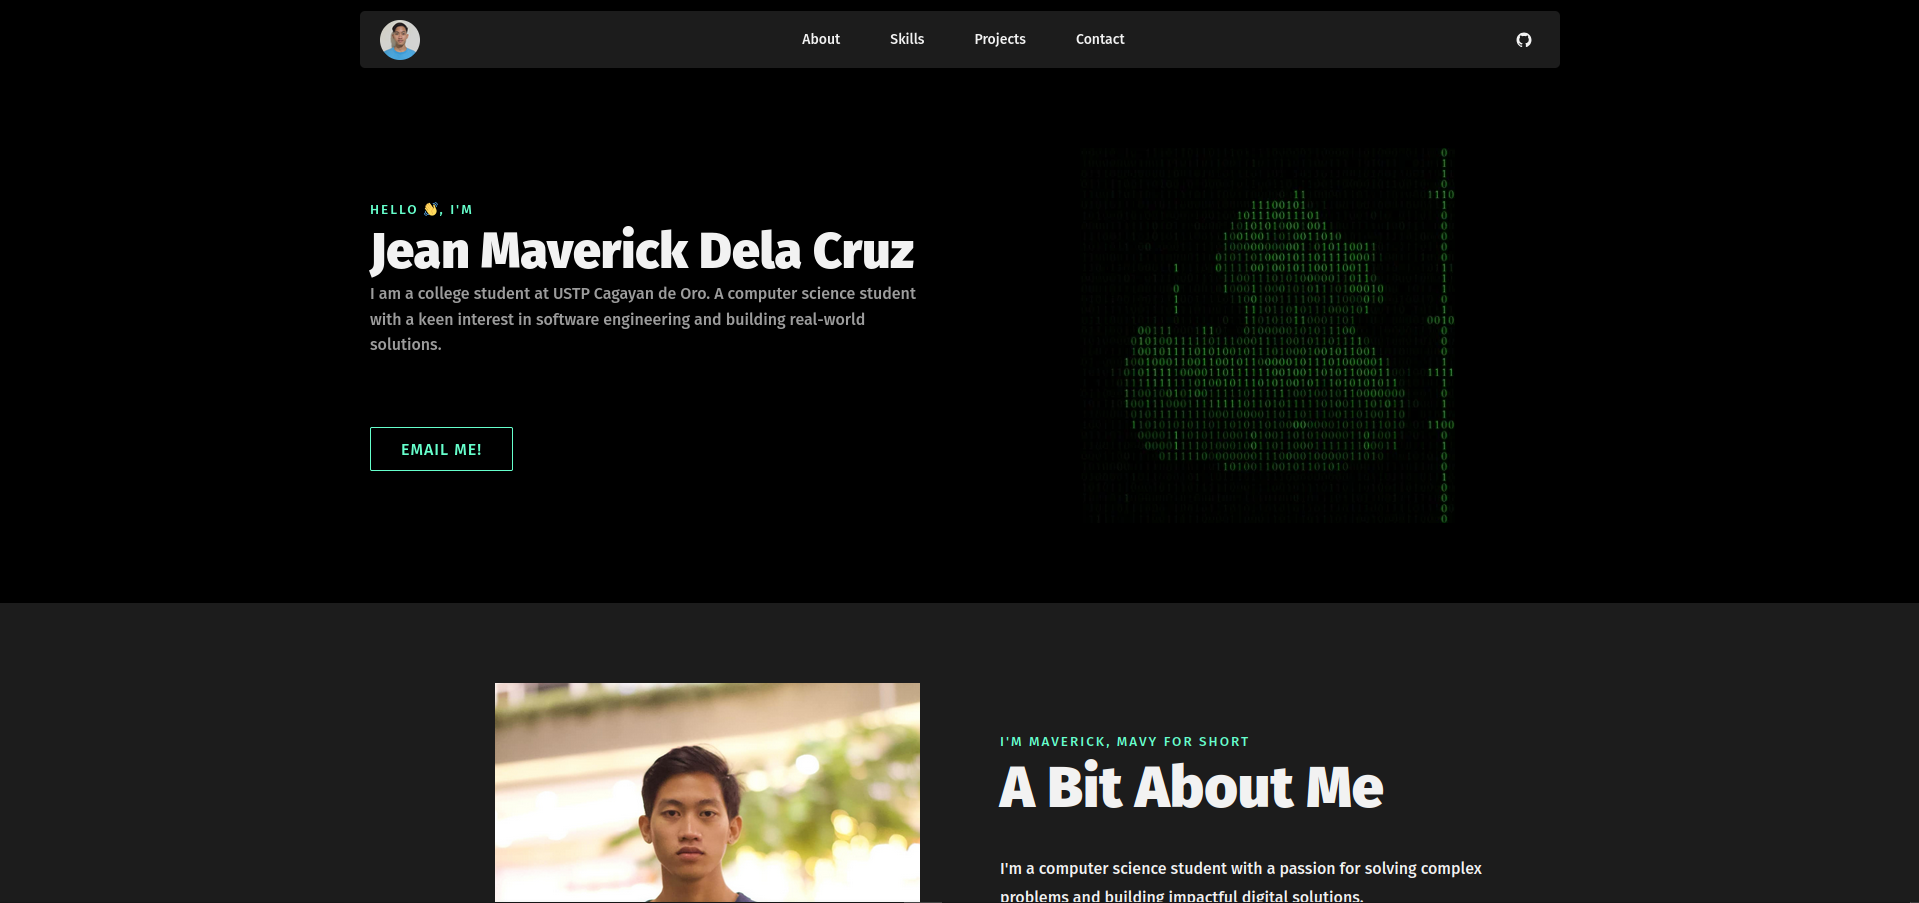 About Skills Projects Contact
HELLO 👋, I'M
Jean Maverick Dela Cruz
I am a college student at USTP Cagayan de Oro. A computer science student
with a keen interest in software engineering and building real-world
solutions.
EMAIL ME!
I'M MAVERICK, MAVY FOR SHORT
A Bit About Me
I'm a computer science student with a passion for solving complex
problems and building impactful digital solutions.